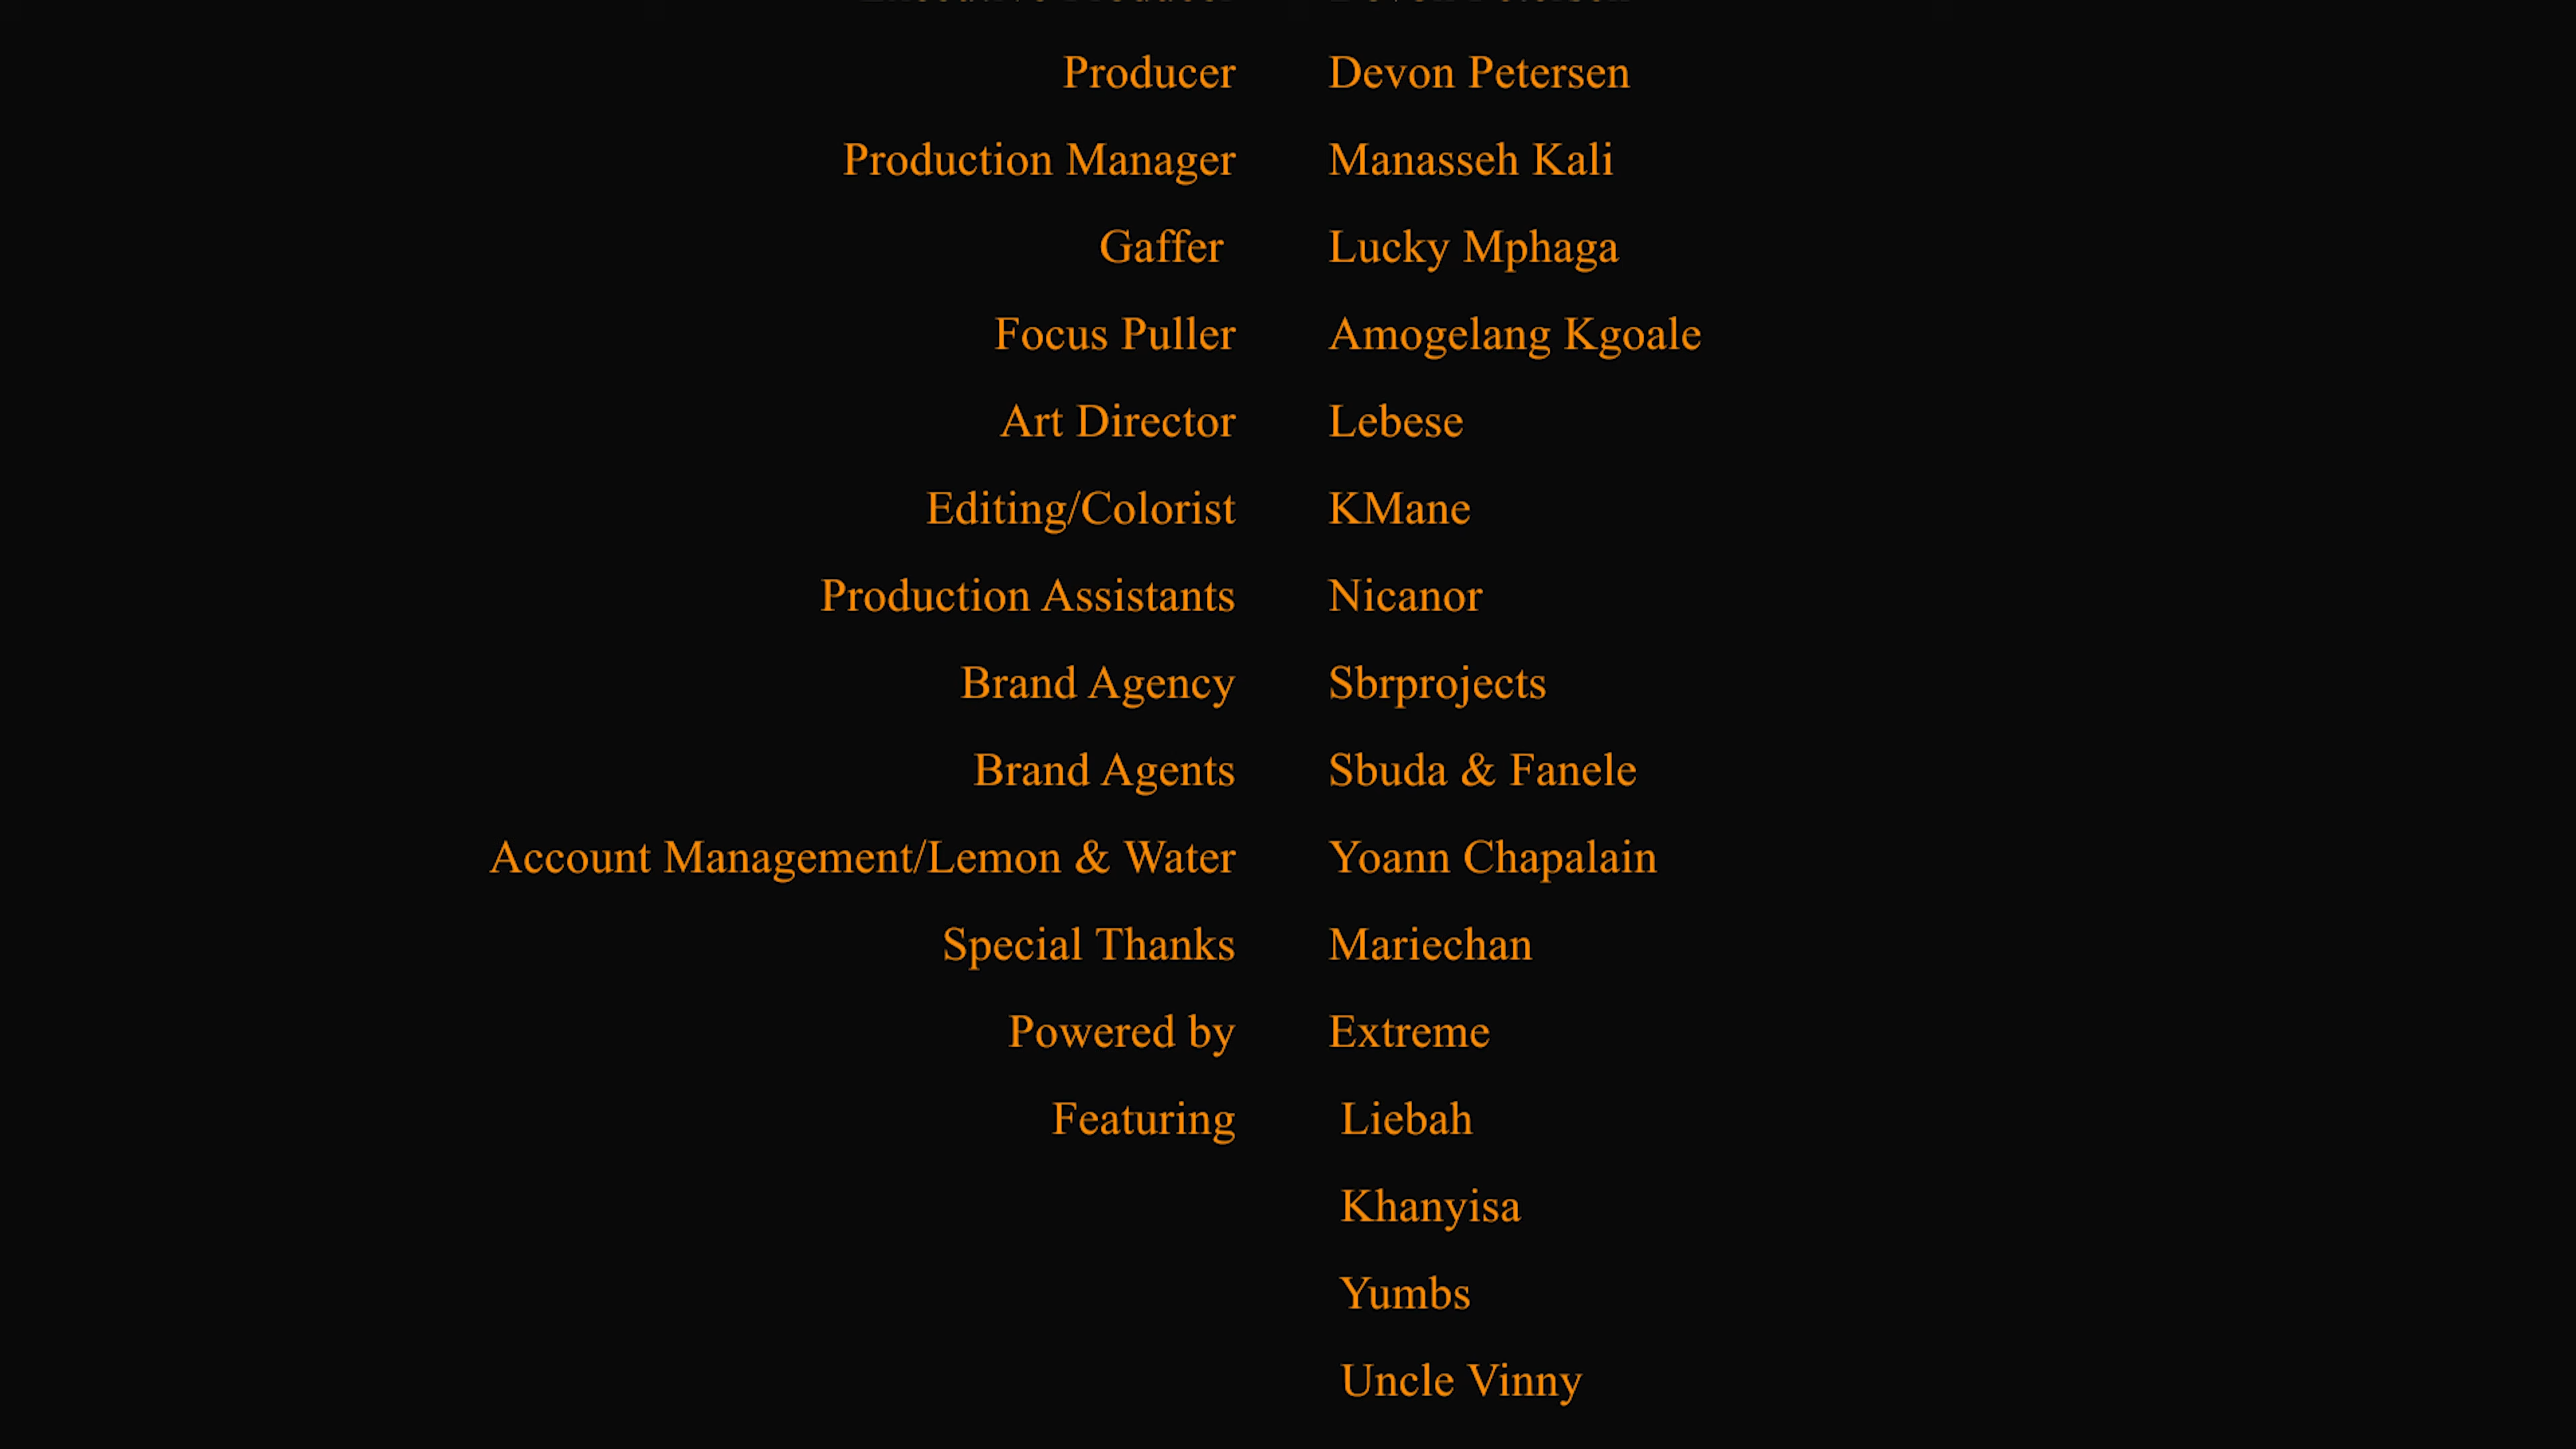 Producer Devon Petersen
Production Manager Manasseh Kali
Gaffer Lucky Mphaga
Focus Puller Amogelang Kgoale
Art Director Lebese
Editing/Colorist KMane
Production Assistants Nicanor
Brand Agency Sbrprojects
Brand Agents Sbuda & Fanele
Account Management/Lemon & Water Yoann Chapalain
Special Thanks Mariechan
Powered by Extreme
Featuring Liebah
Khanyisa
Yumbs
Uncle Vinny